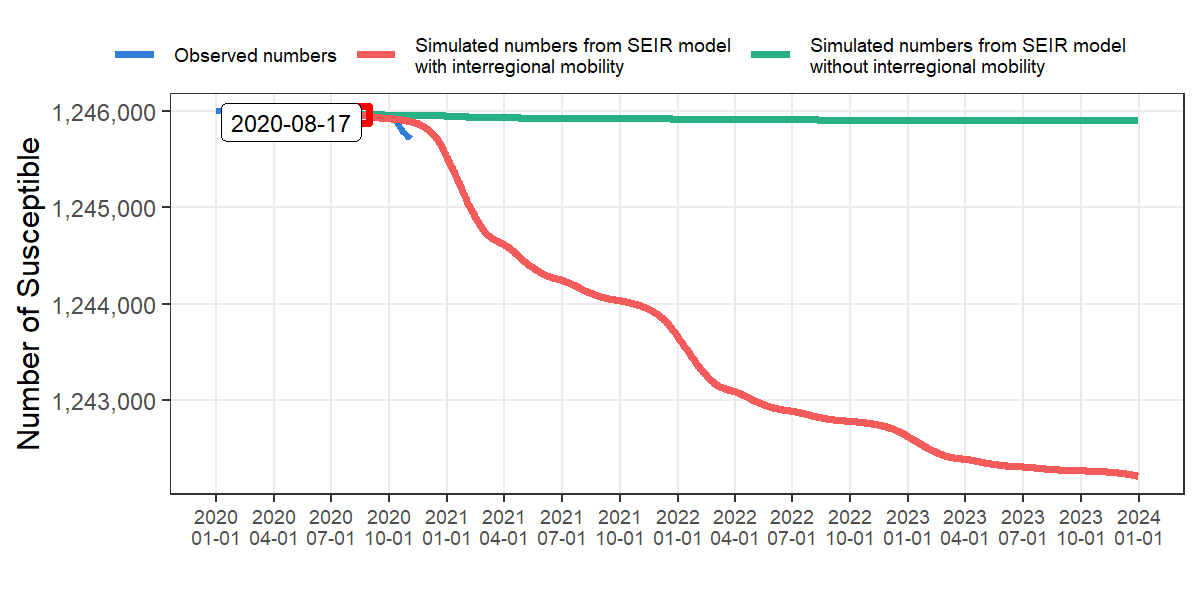 Observed numbers
Simulated numbers from SEIR model
with interregional mobility
Simulated numbers from SEIR model
without interregional mobility
Number of Susceptible
1,246,000
1,245,000
1,244,000
1,243,000
2020-08-17
2020 2020 2020 2020 2021 2021 2021 2021 2022 2022 2022 2022 2023 2023 2023 2023 2024
01-01 04-01 07-01 10-01 01-01 04-01 07-01 10-01 01-01 04-01 07-01 10-01 01-01 04-01 07-01 10-01 01-01